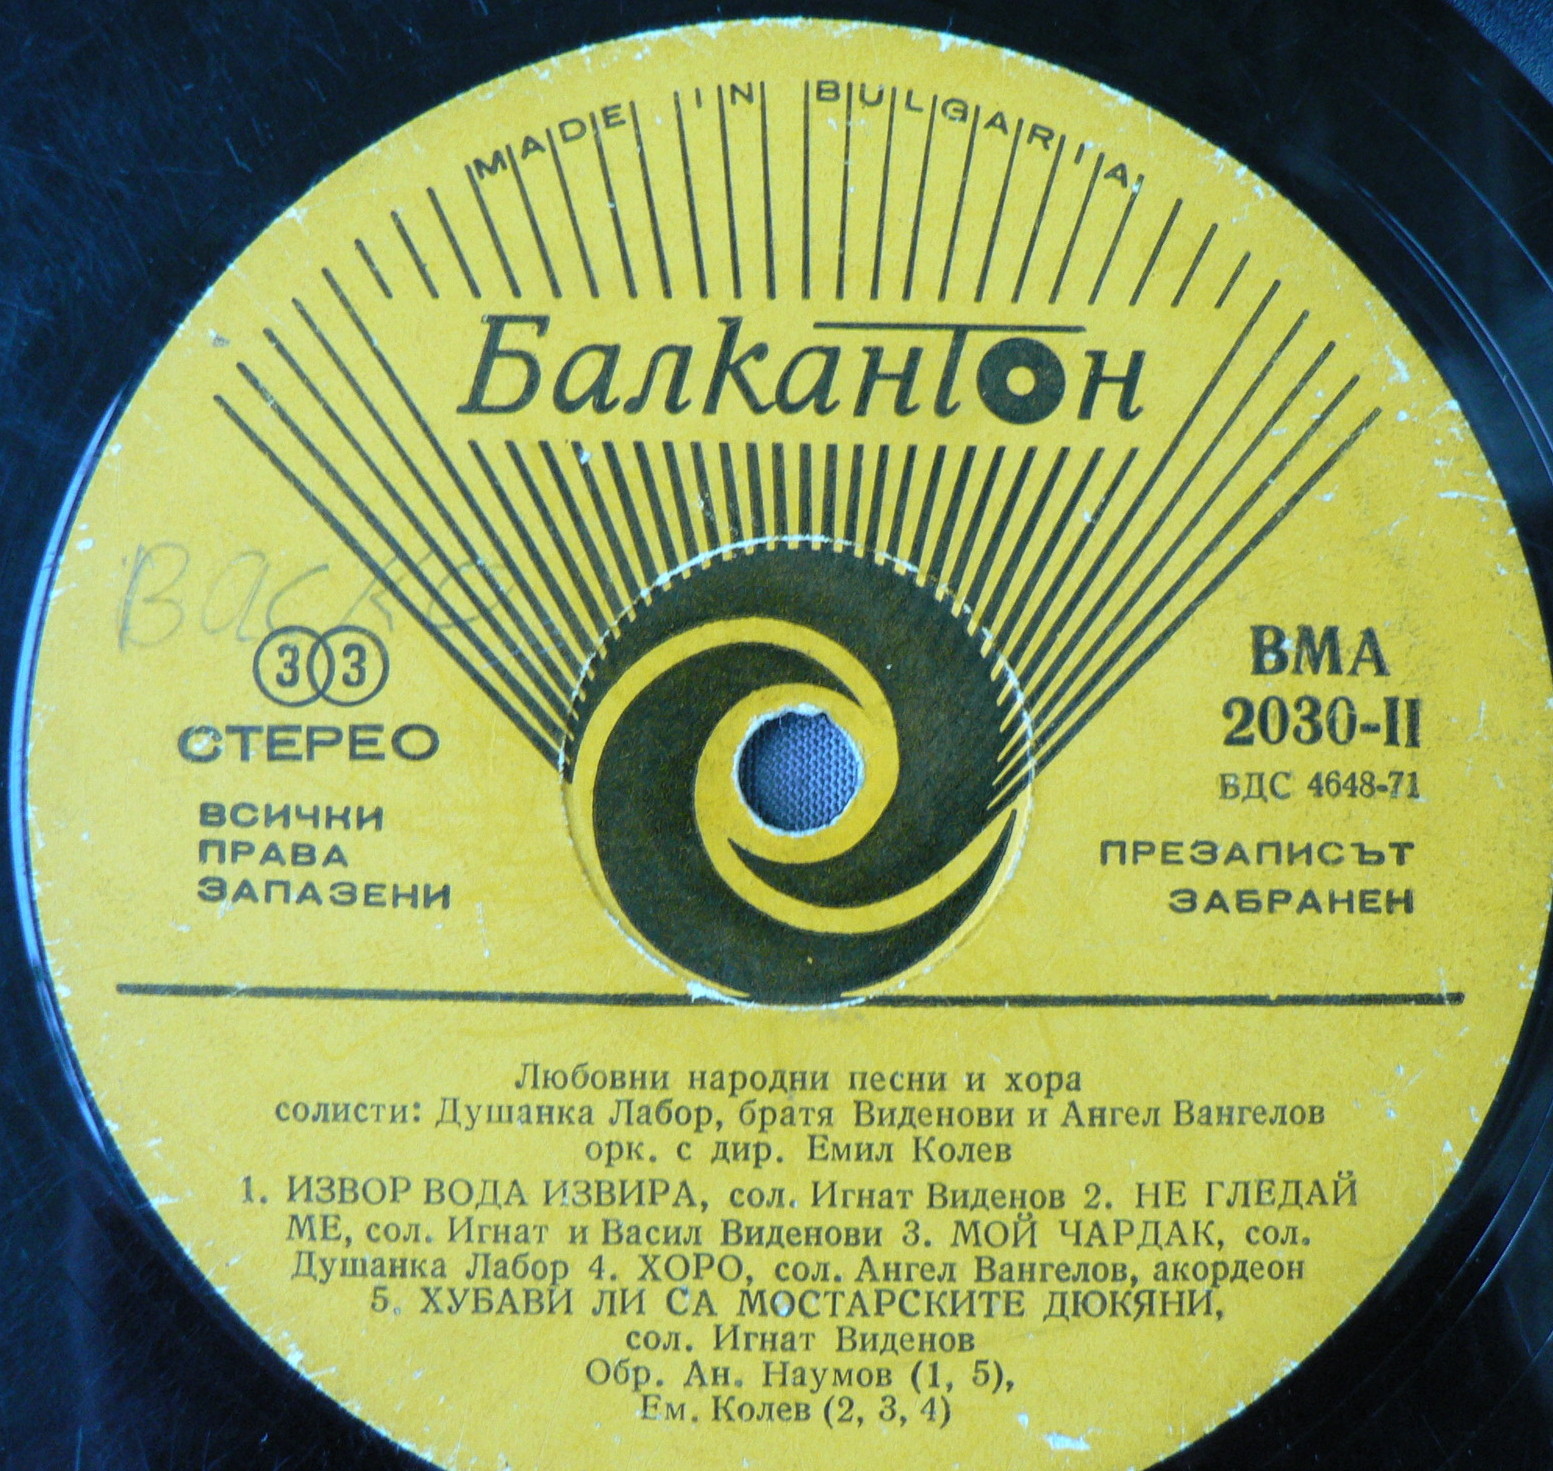 MADE IN BULGARIA
Балкантон
Васко
33
СТЕРЕО
ВСИЧКИ
ПРАВА
ЗАПАЗЕНИ
ВМА
2030-II
БДС 4648-71
ПРЕЗАПИСЪТ
ЗАБРАНЕН
Любовни народни песни и хора
солисти: Душанка Лабор, братя Виденови и Ангел Вангелов
орк. с дир. Емил Колев
1. ИЗВОР ВОДА ИЗВИРА, сол. Игнат Виденов 2. НЕ ГЛЕДАЙ
МЕ, сол. Игнат и Васил Виденови 3. МОЙ ЧАРДАК, сол.
Душанка Лабор 4. ХОРО, сол. Ангел Вангелов, акордеон
5. ХУБАВИ ЛИ СА МОСТАРСКИТЕ ДЮКЯНИ,
сол. Игнат Виденов
Обр. Ан. Наумов (1, 5),
Ем. Колев (2, 3, 4)